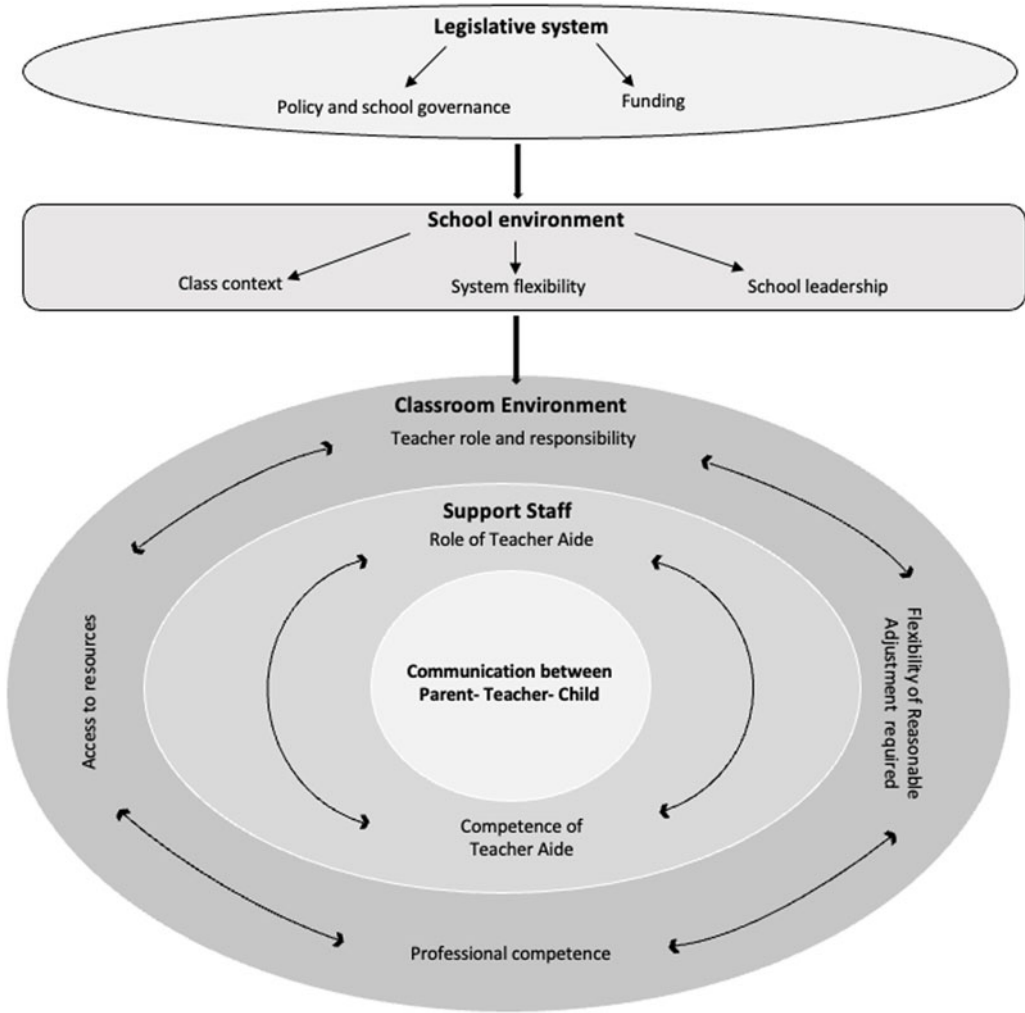 Legislative system
Policy and school governance
Funding
School environment
Class context
System flexibility
School leadership
Classroom Environment
Teacher role and responsibility
Support Staff
Role of Teacher Aide
Access to resources
Communication between
Parent- Teacher- Child
Flexibility of Reasonable
Adjustment required
Competence of
Teacher Aide
Professional competence